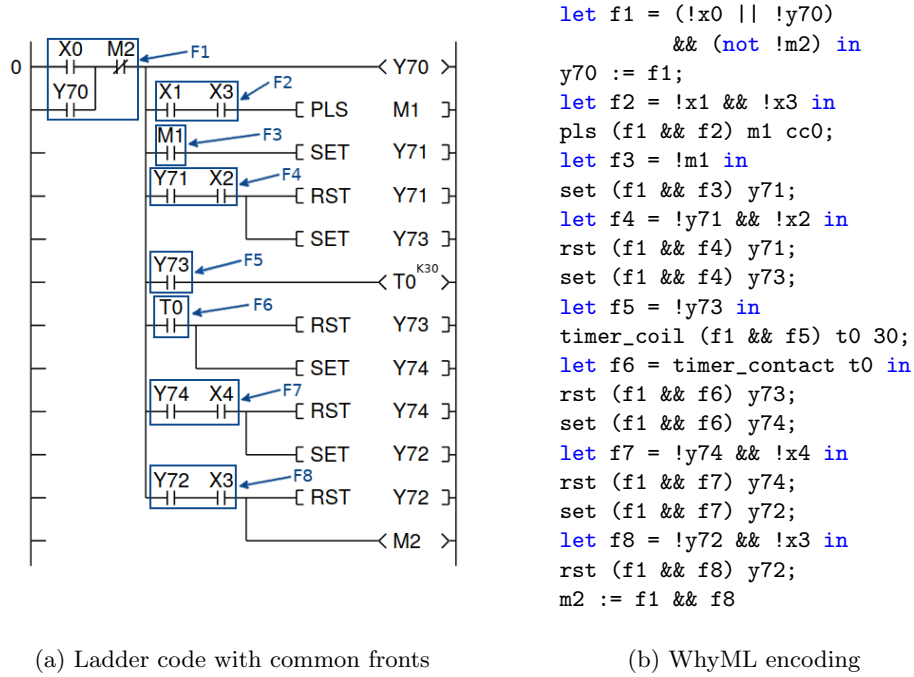 X0 M2 F1
0 Y70
Y70
X1 X3 F2
PLS M1
M1 F3
SET Y71
Y71 X2 F4
RST Y71
SET Y73
Y73 F5
T0 K30
T0 F6
RST Y73
SET Y74
Y74 X4 F7
RST Y74
SET Y72
Y72 X3 F8
RST Y72
M2
(a) Ladder code with common fronts
let f1 = (!x0 || !y70)
&& (not !m2) in
y70 := f1;
let f2 = !x1 && !x3 in
pls (f1 && f2) m1 cc0;
let f3 = !m1 in
set (f1 && f3) y71;
let f4 = !y71 && !x2 in
rst (f1 && f4) y71;
set (f1 && f4) y73;
let f5 = !y73 in
timer_coil (f1 && f5) t0 30;
let f6 = timer_contact t0 in
rst (f1 && f6) y73;
set (f1 && f6) y74;
let f7 = !y74 && !x4 in
rst (f1 && f7) y74;
set (f1 && f7) y72;
let f8 = !y72 && !x3 in
rst (f1 && f8) y72;
m2 := f1 && f8
(b) WhyML encoding